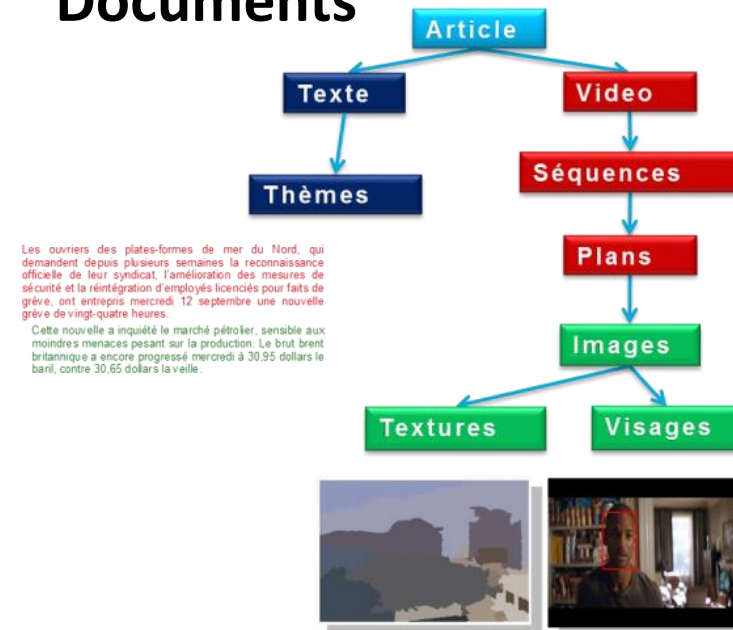 Documents
Article
Texte
Video
Thèmes
Séquences
Plans
Les ouvriers des plates-formes de mer du Nord, qui
demandent depuis plusieurs semaines la reconnaissance
officielle de leur syndicat, l'amélioration des mesures de
sécurité et la réintégration d'employés licenciés pour faits de
grève, ont entrepris mercredi 12 septembre une nouvelle
grève de vingt-quatre heures.
Cette nouvelle a inquiété le marché pétrolier, sensible aux
moindres menaces pesant sur la production. Le brut brent
britannique a encore progressé mercredi à 30,95 dollars le
baril, contre 30,65 dollars la veille.
Images
Textures
Visages